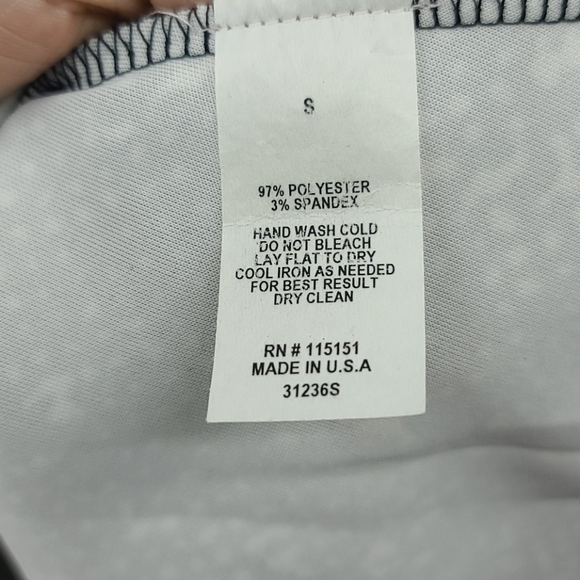 S
97% POLYESTER
3% SPANDEX
HAND WASH COLD
DO NOT BLEACH
LAY FLAT TO DRY
COOL IRON AS NEEDED
FOR BEST RESULT
DRY CLEAN
RN # 115151
MADE IN U.S.A
31236S